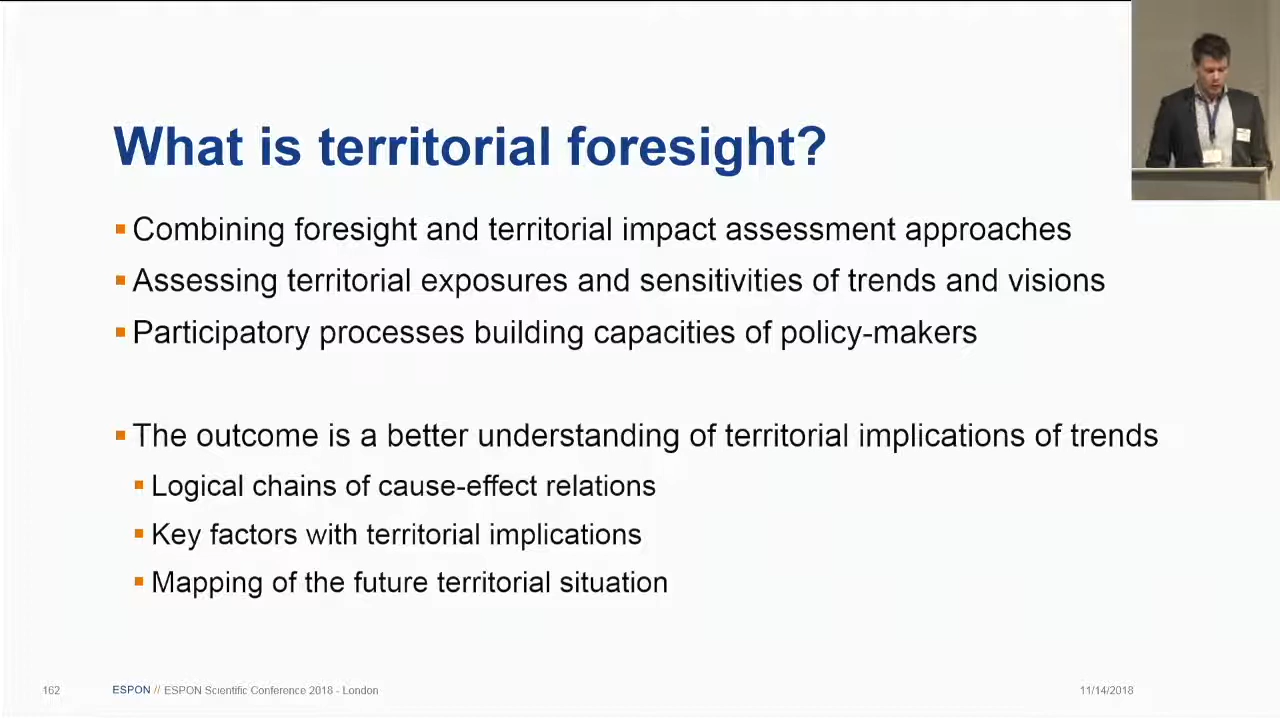 What is territorial foresight?
Combining foresight and territorial impact assessment approaches
Assessing territorial exposures and sensitivities of trends and visions
Participatory processes building capacities of policy-makers
The outcome is a better understanding of territorial implications of trends
Logical chains of cause-effect relations
Key factors with territorial implications
Mapping of the future territorial situation
162 ESPON // ESPON Scientific Conference 2018 - London 11/14/2018